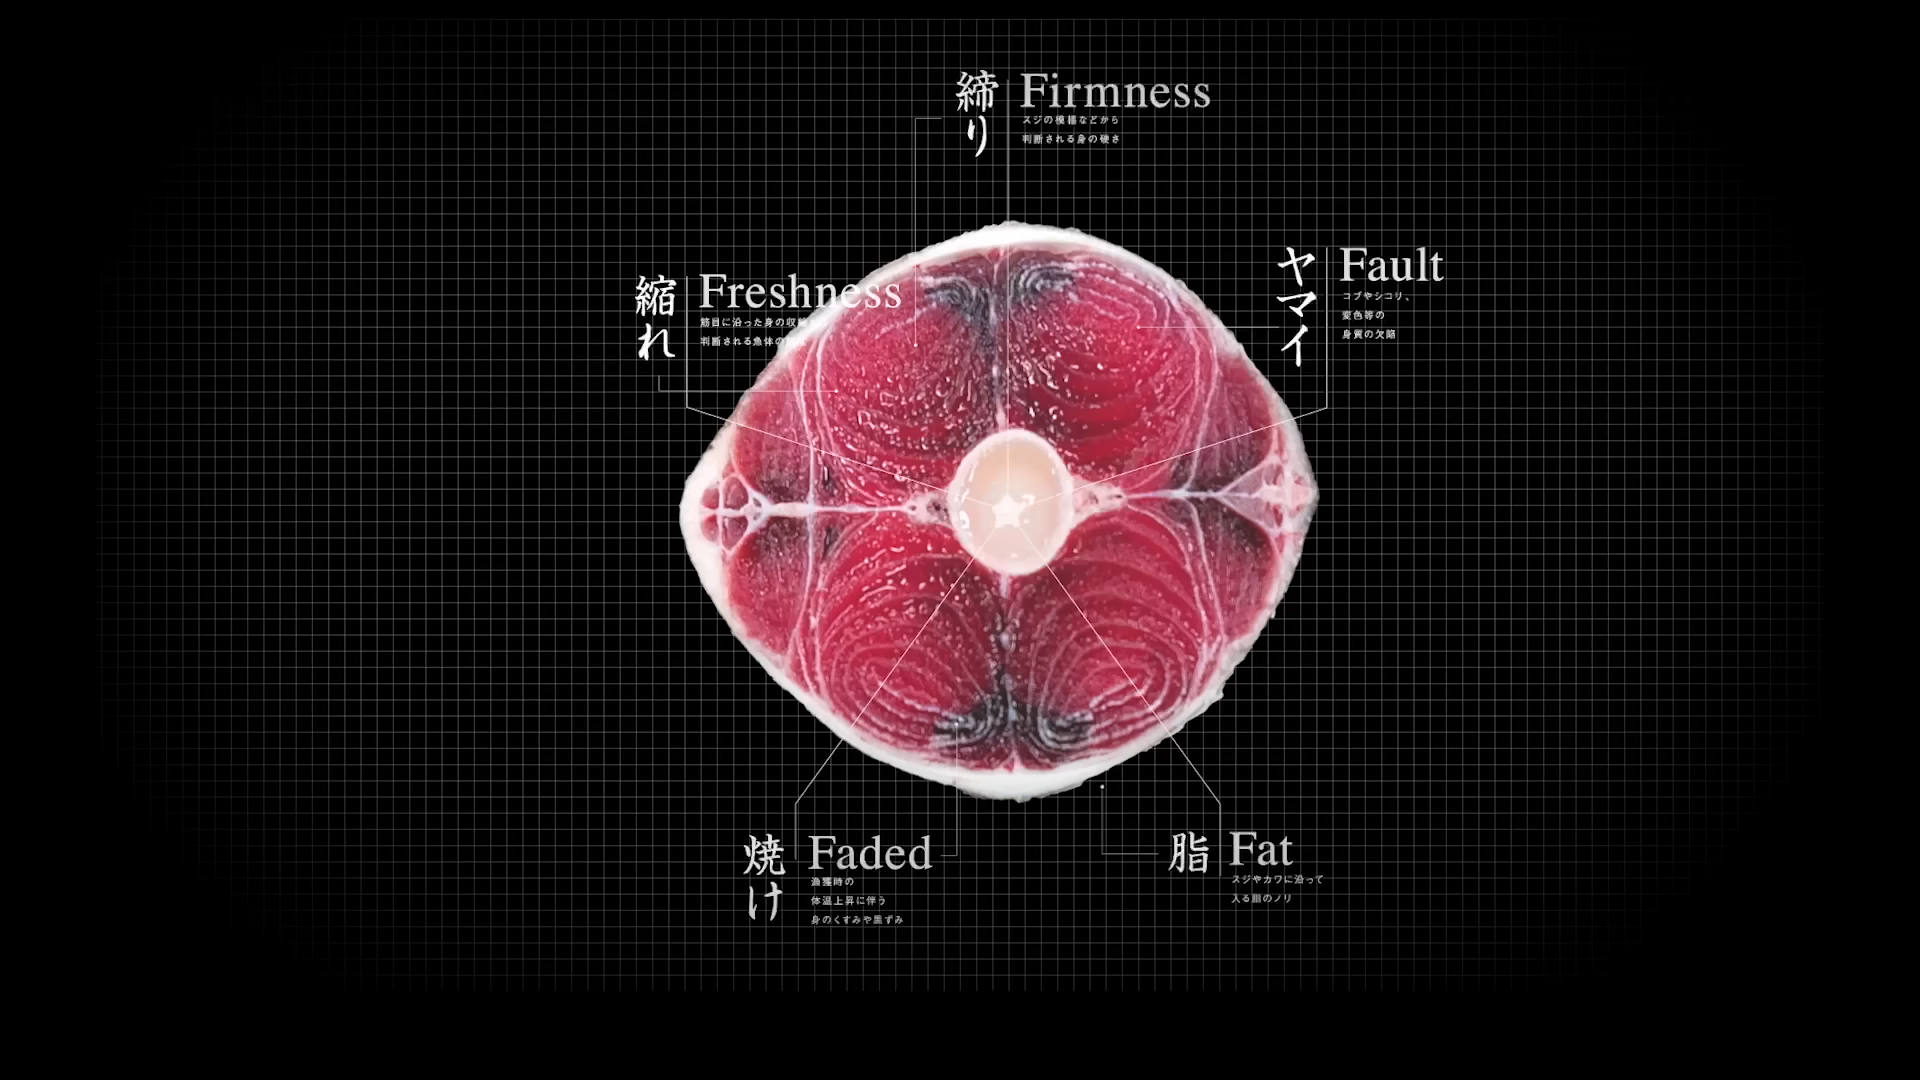 締り
Firmness
スジの模様などから
判断される身の硬さ
縮れ
Freshness
筋目に沿った身の収縮
判断される魚体の
ヤマイ
Fault
コブやシコリ、
変色等の
身質の欠陥
焼け
Faded
漁獲時の
体温上昇に伴う
身のくすみや黒ずみ
脂
Fat
スジやカワに沿って
入る脂のノリ